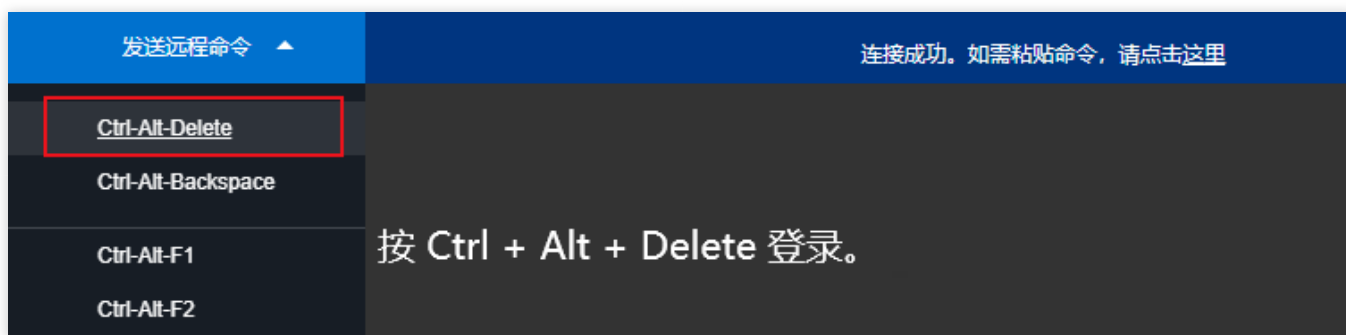 发送远程命令
连接成功。如需粘贴命令，请点击这里
Ctrl-Alt-Delete
Ctrl-Alt-Backspace
按 Ctrl + Alt + Delete 登录。
Ctrl-Alt-F1
Ctrl-Alt-F2